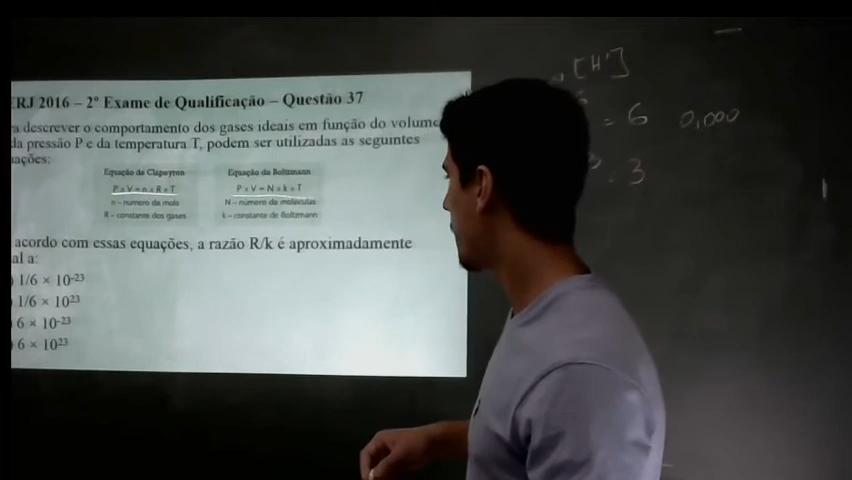 ERJ 2016 – 2º Exame de Qualificação – Questão 37
a descrever o comportamento dos gases ideais em função do volume
da pressão P e da temperatura T, podem ser utilizadas as seguintes
ações:
Equação de Clapeyron
P × V = n × R × T
n – número de mols
R – constante dos gases
Equação de Boltzmann
P × V = N × k × T
N – número de moléculas
k – constante de Boltzmann
acordo com essas equações, a razão R/k é aproximadamente
al a:
) 1/6 × 10⁻²³
) 1/6 × 10²³
) 6 × 10⁻²³
) 6 × 10²³
[H⁺]
= 6 0,000
3